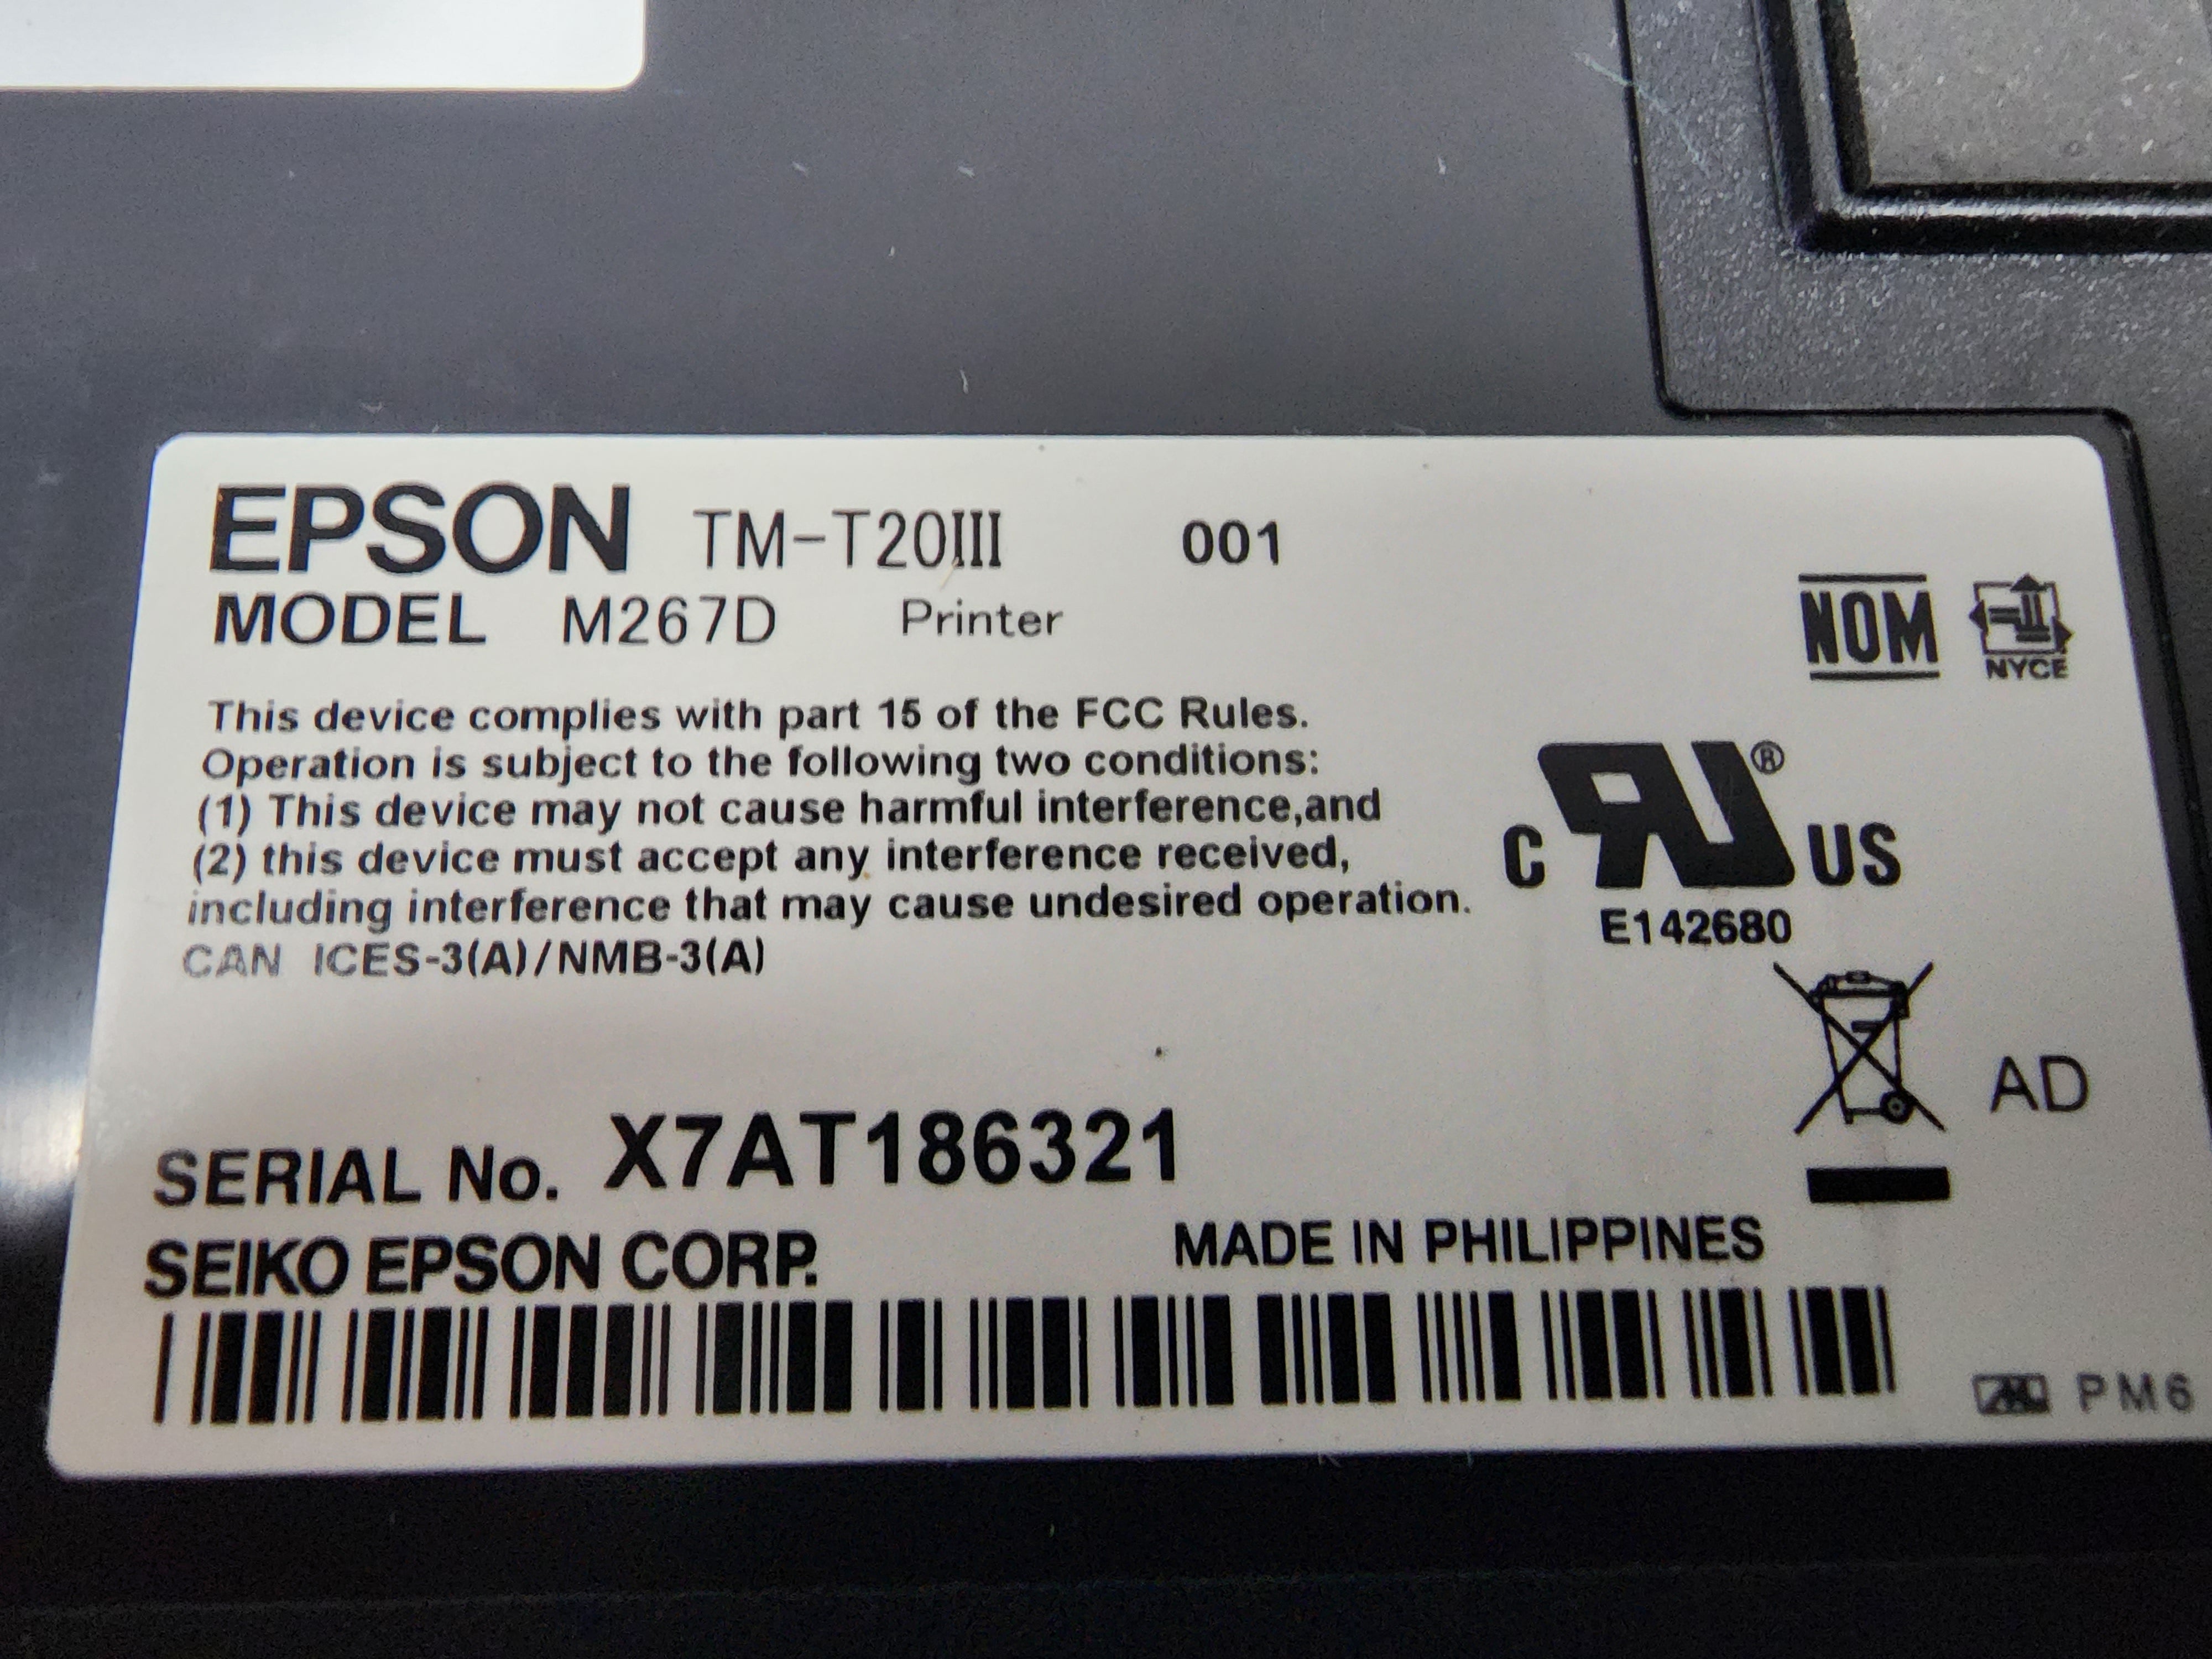 EPSON TM-T20III 001
MODEL M267D Printer
NOM NYCE
This device complies with part 15 of the FCC Rules.
Operation is subject to the following two conditions:
(1) This device may not cause harmful interference,and
(2) this device must accept any interference received,
including interference that may cause undesired operation.
CAN ICES-3(A)/NMB-3(A)
C RU® US
E142680
AD
SERIAL No. X7AT186321
SEIKO EPSON CORP.
MADE IN PHILIPPINES
PM6